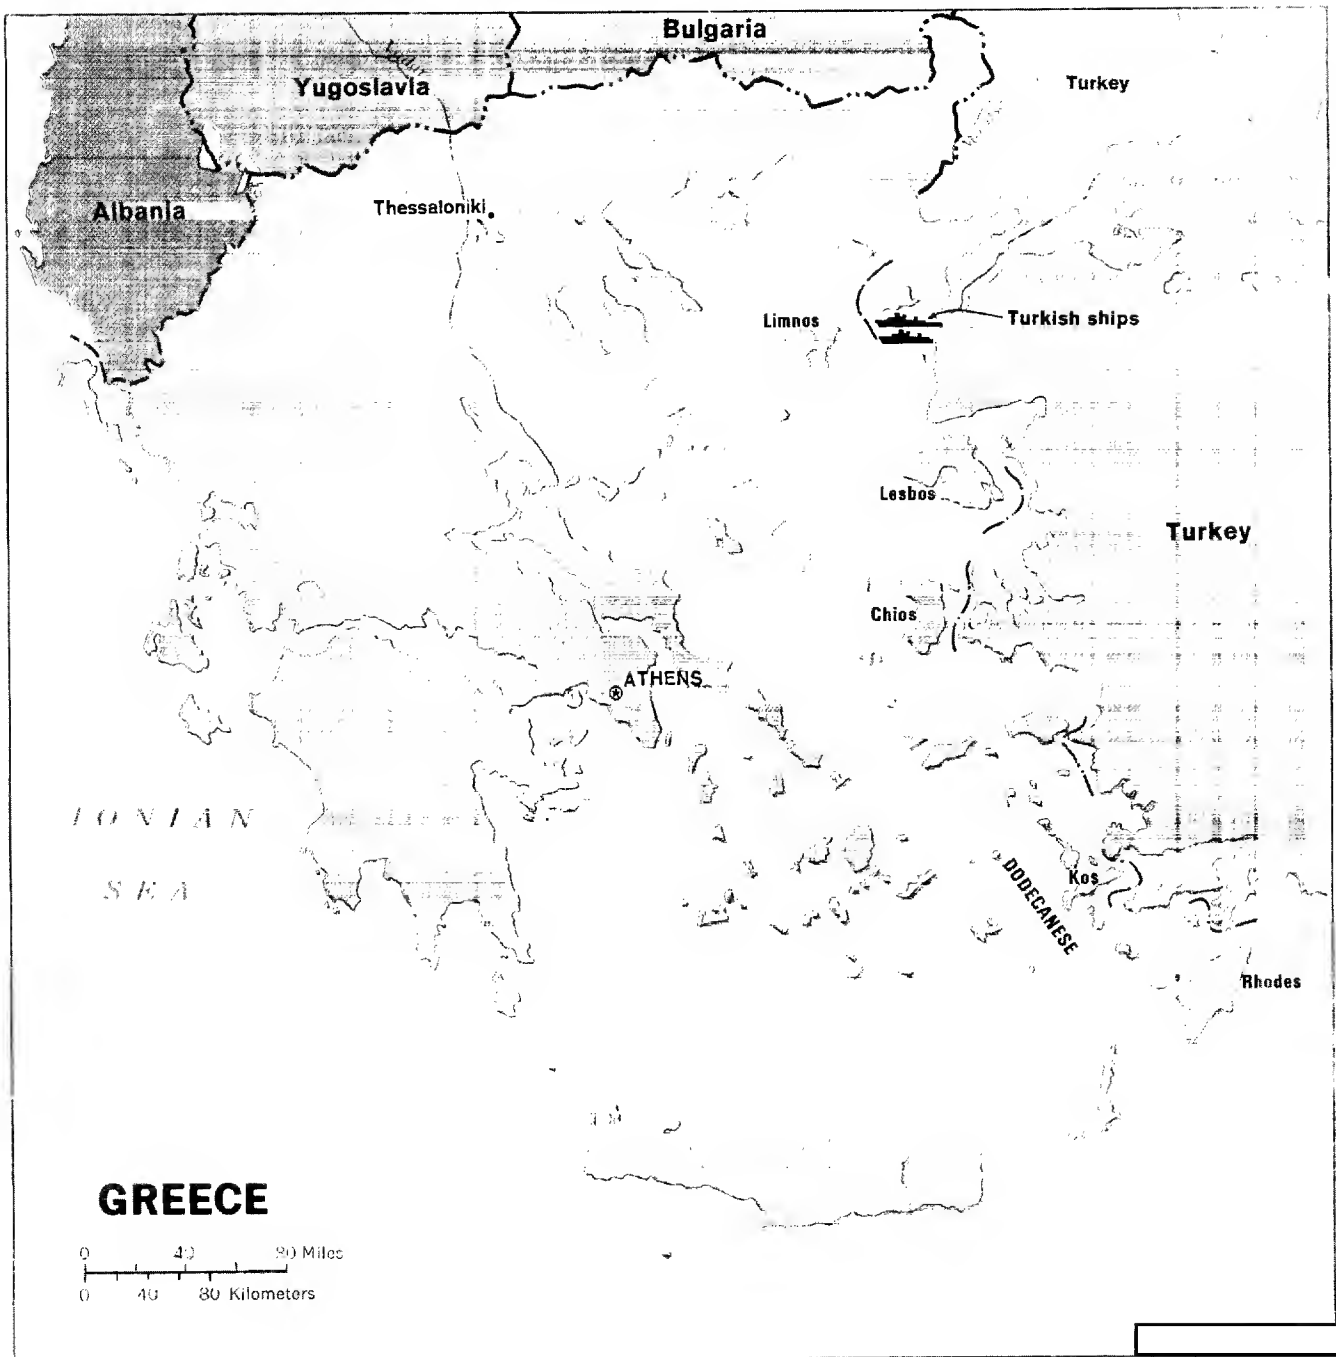 Bulgaria
Vardar
Yugoslavia
Turkey
Albania
Thessaloniki
Limnos
Turkish ships
Lesbos
Turkey
Chios
ATHENS
IONIAN
SEA
Kos
DODECANESE
Rhodes
GREECE
0 40 80 Miles
0 40 80 Kilometers